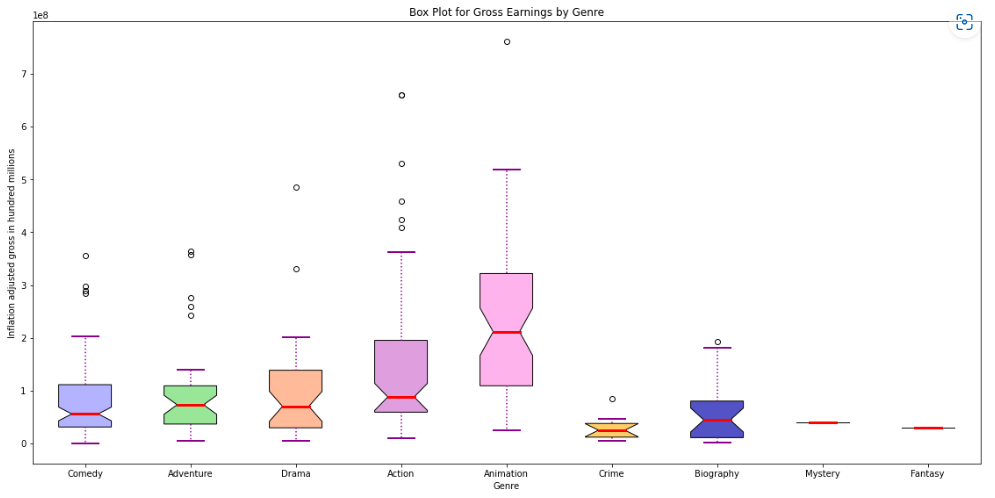 Box Plot for Gross Earnings by Genre
1e8
7
6
5
4
3
2
1
0
Inflation adjusted gross in hundred millions
Comedy Adventure Drama Action Animation Crime Biography Mystery Fantasy
Genre